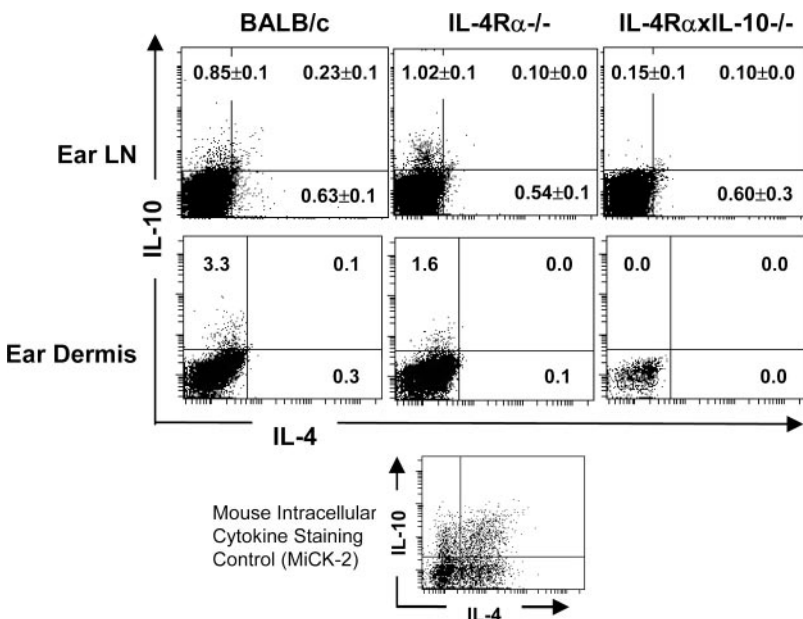 BALB/c IL-4Rα-/- IL-4RαxIL-10-/-
Ear LN
0.85±0.1 0.23±0.1 1.02±0.1 0.10±0.0 0.15±0.1 0.10±0.0
0.63±0.1 0.54±0.1 0.60±0.3
IL-10
Ear Dermis
3.3 0.1 1.6 0.0 0.0 0.0
0.3 0.1 0.0
IL-4
Mouse Intracellular
Cytokine Staining
Control (MiCK-2)
IL-10
IL-4